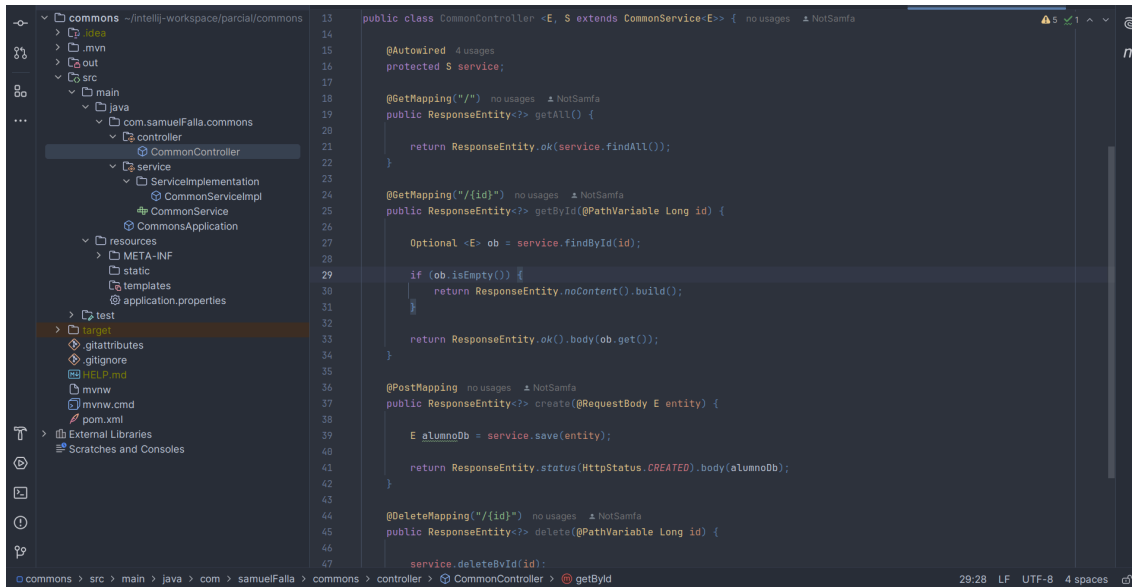 commons ~/intellij-workspace/parcial/commons
.idea
.mvn
out
src
main
java
com.samuelFalla.commons
controller
CommonController
service
ServiceImplementation
CommonServiceImpl
CommonService
CommonsApplication
resources
META-INF
static
templates
application.properties
test
target
.gitattributes
.gitignore
HELP.md
mvnw
mvnw.cmd
pom.xml
External Libraries
Scratches and Consoles
13 public class CommonController <E, S extends CommonService<E>> { no usages NotSamfa
5 1
14
15 @Autowired 4 usages
16 protected S service;
17
18 @GetMapping("/") no usages NotSamfa
19 public ResponseEntity<?> getAll() {
20
21 return ResponseEntity.ok(service.findAll());
22 }
23
24 @GetMapping("/{id}") no usages NotSamfa
25 public ResponseEntity<?> getById(@PathVariable Long id) {
26
27 Optional <E> ob = service.findById(id);
28
29 if (ob.isEmpty()) {
30 return ResponseEntity.noContent().build();
31 }
32
33 return ResponseEntity.ok().body(ob.get());
34 }
35
36 @PostMapping no usages NotSamfa
37 public ResponseEntity<?> create(@RequestBody E entity) {
38
39 E alumnoDb = service.save(entity);
40
41 return ResponseEntity.status(HttpStatus.CREATED).body(alumnoDb);
42 }
43
44 @DeleteMapping("/{id}") no usages NotSamfa
45 public ResponseEntity<?> delete(@PathVariable Long id) {
46
47 service.deleteById(id);
m
commons > src > main > java > com > samuelFalla > commons > controller > CommonController > getById
29:28 LF UTF-8 4 spaces